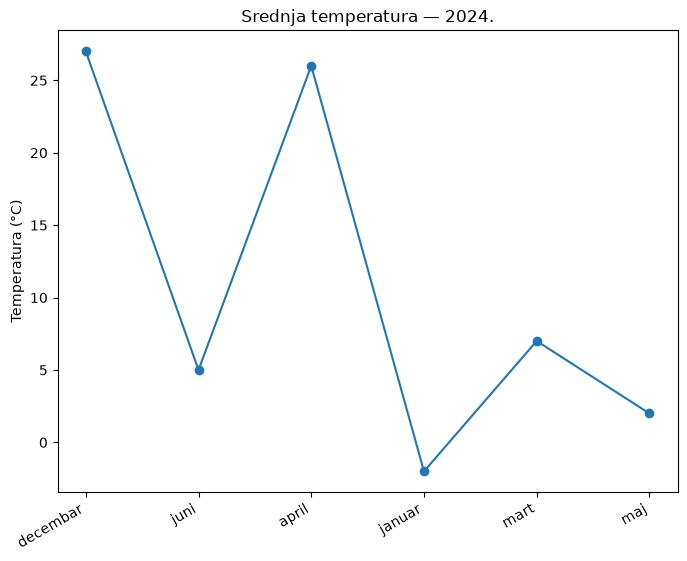 Srednja temperatura — 2024.
Temperatura (°C)
25
20
15
10
5
0
decembar
juni
april
januar
mart
maj